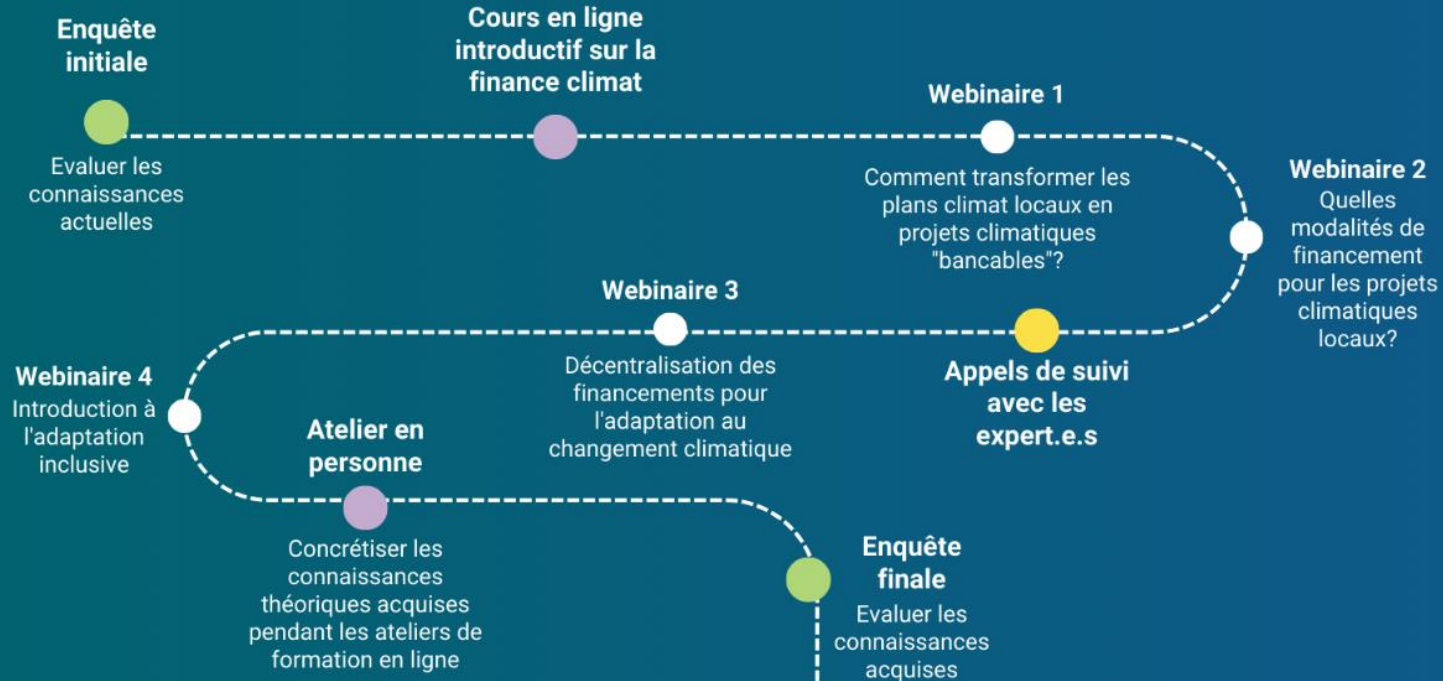 Enquête
initiale
Evaluer les
connaissances
actuelles
Cours en ligne
introductif sur la
finance climat
Webinaire 1
Comment transformer les
plans climat locaux en
projets climatiques
"bancables"?
Webinaire 2
Quelles
modalités de
financement
pour les projets
climatiques
locaux?
Appels de suivi
avec les
expert.e.s
Webinaire 3
Décentralisation des
financements pour
l'adaptation au
changement climatique
Webinaire 4
Introduction à
l'adaptation
inclusive
Atelier en
personne
Concrétiser les
connaissances
théoriques acquises
pendant les ateliers de
formation en ligne
Enquête
finale
Evaluer les
connaissances
acquises